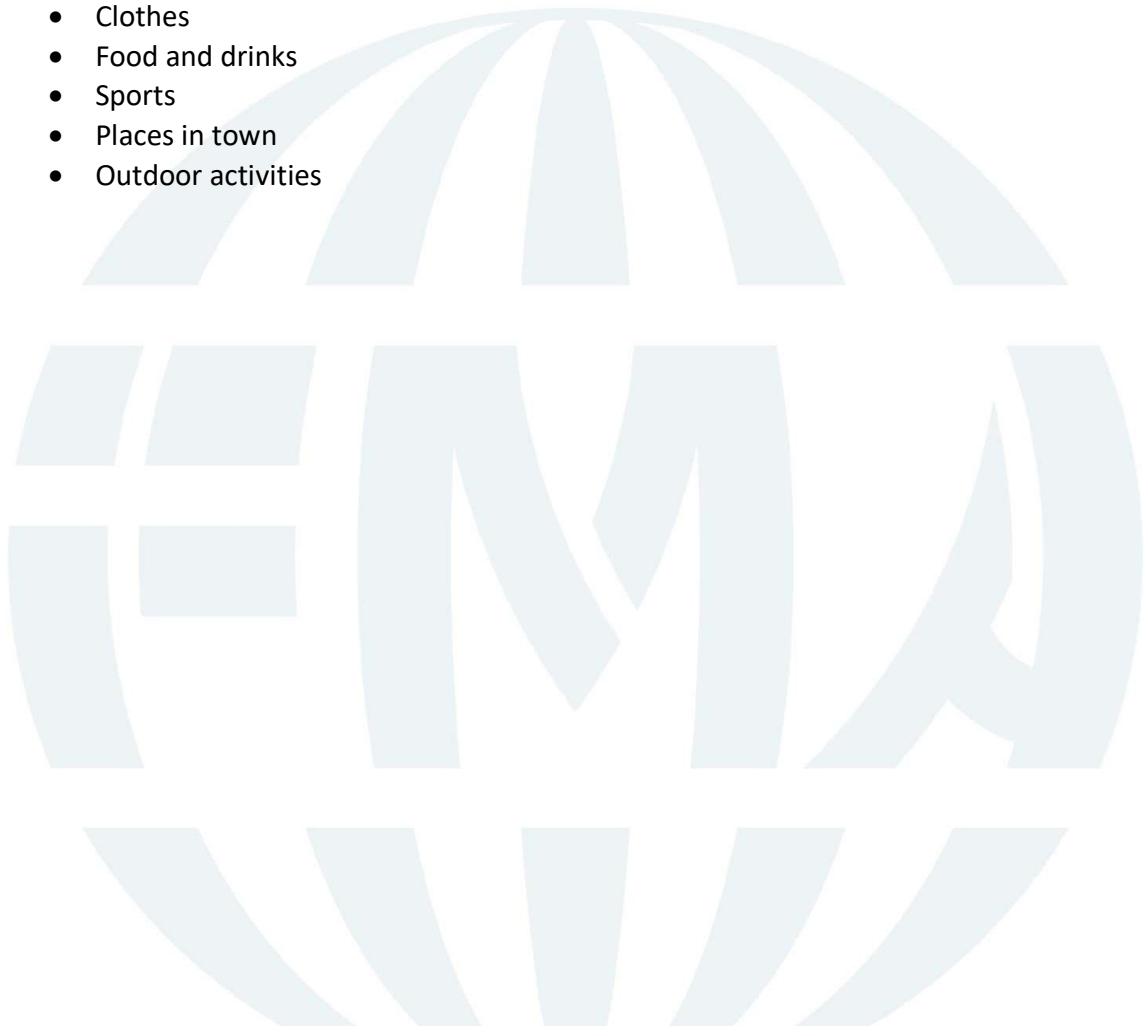 • Clothes
• Food and drinks
• Sports
• Places in town
• Outdoor activities